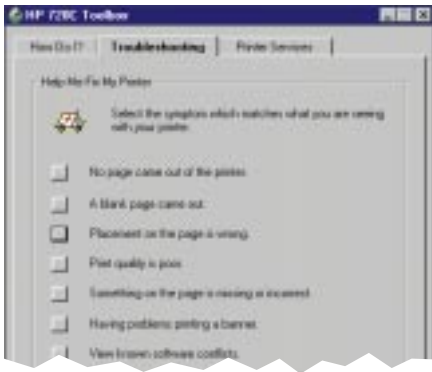 HP 720C Toolbox
How Do I?
Troubleshooting
Printer Services
Help Me Fix My Printer
Select the symptom which matches what you are seeing
with your printer.
No page came out of the printer.
A blank page came out.
Placement on the page is wrong.
Print quality is poor.
Something on the page is missing or incorrect.
Having problems printing a banner.
View known software conflicts.